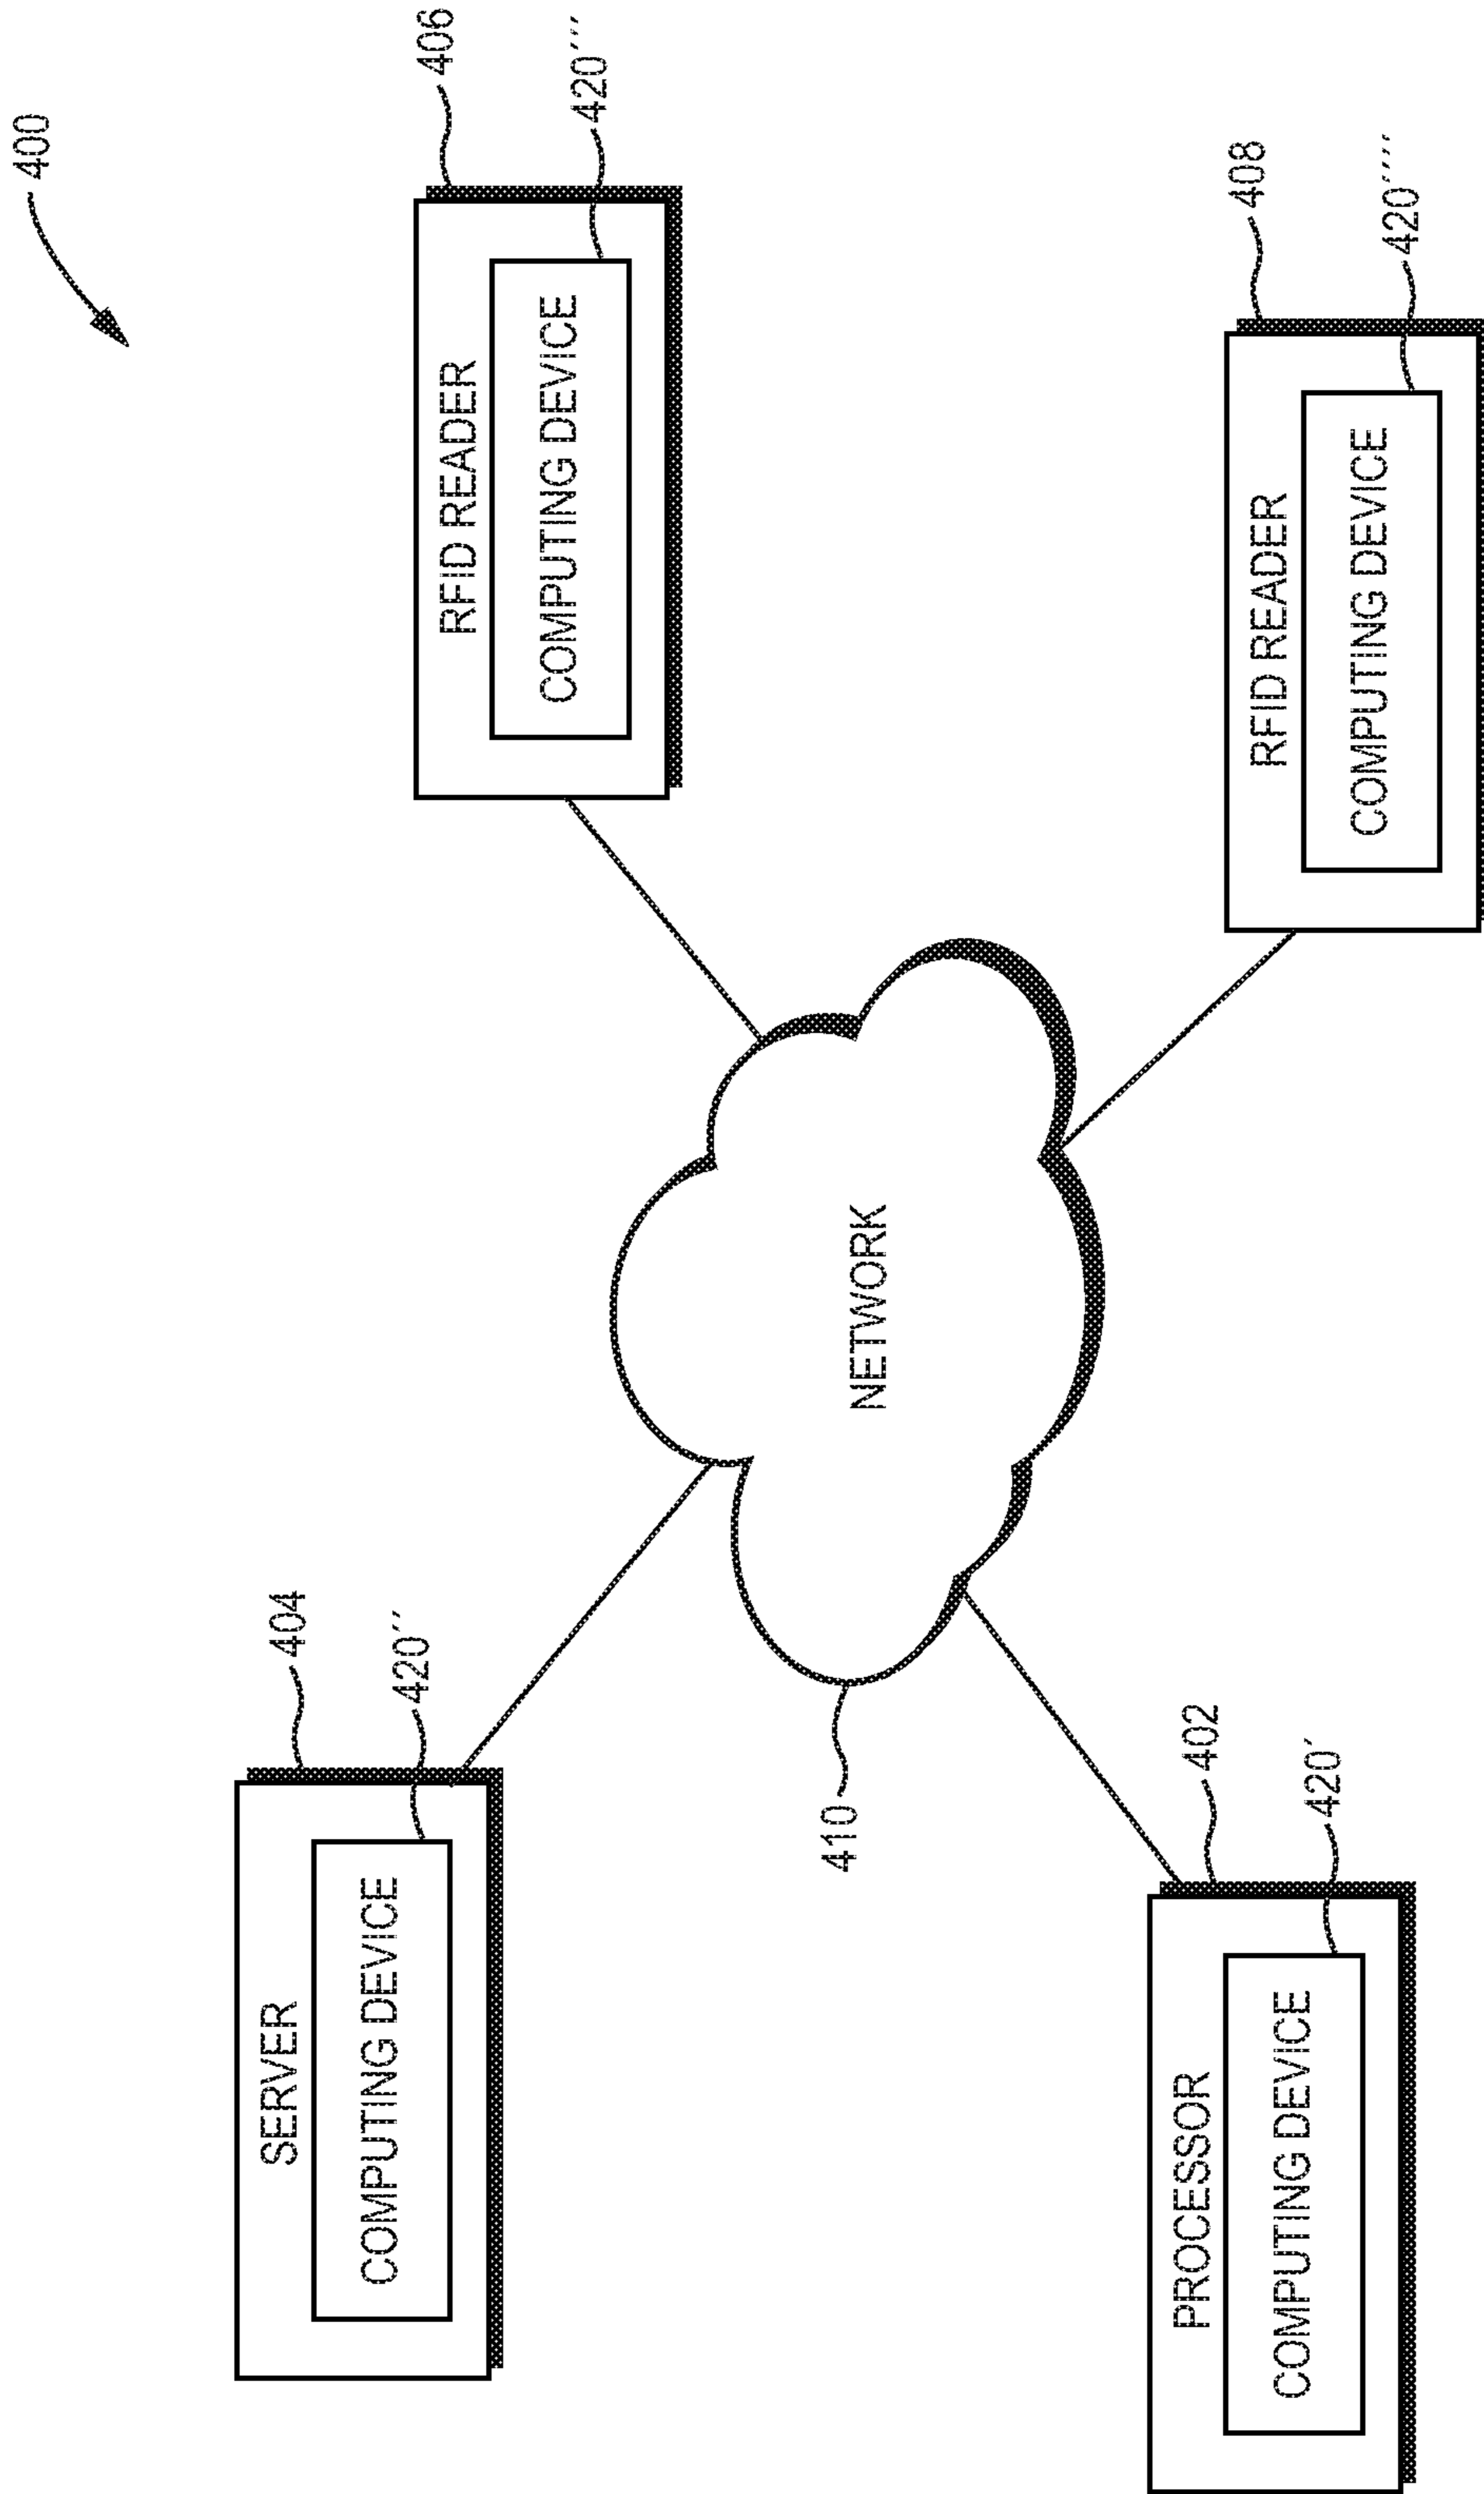 400
404
SERVER
420´´
COMPUTING DEVICE
406
RFID READER
420´´´
COMPUTING DEVICE
410
NETWORK
402
PROCESSOR
420´
COMPUTING DEVICE
408
RFID READER
420´´´´
COMPUTING DEVICE